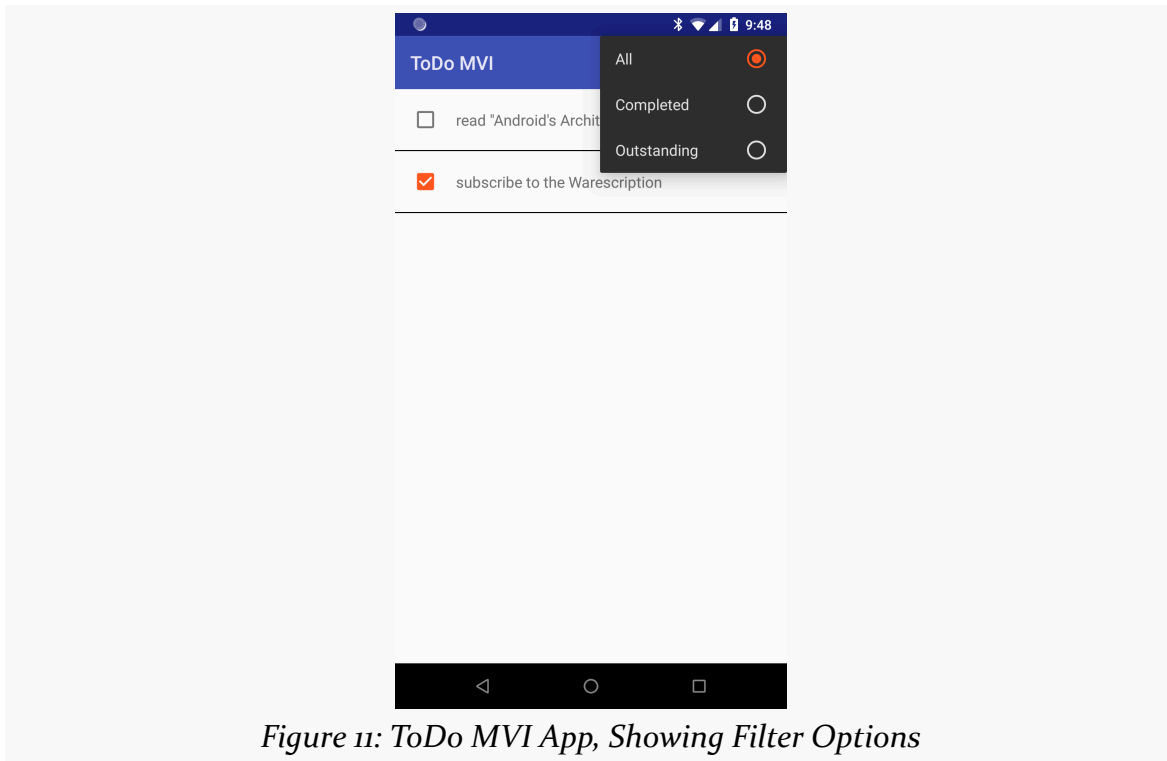 9:48
ToDo MVI
All
Completed
Outstanding
read "Android's Archit
subscribe to the Warescription
Figure 11: ToDo MVI App, Showing Filter Options